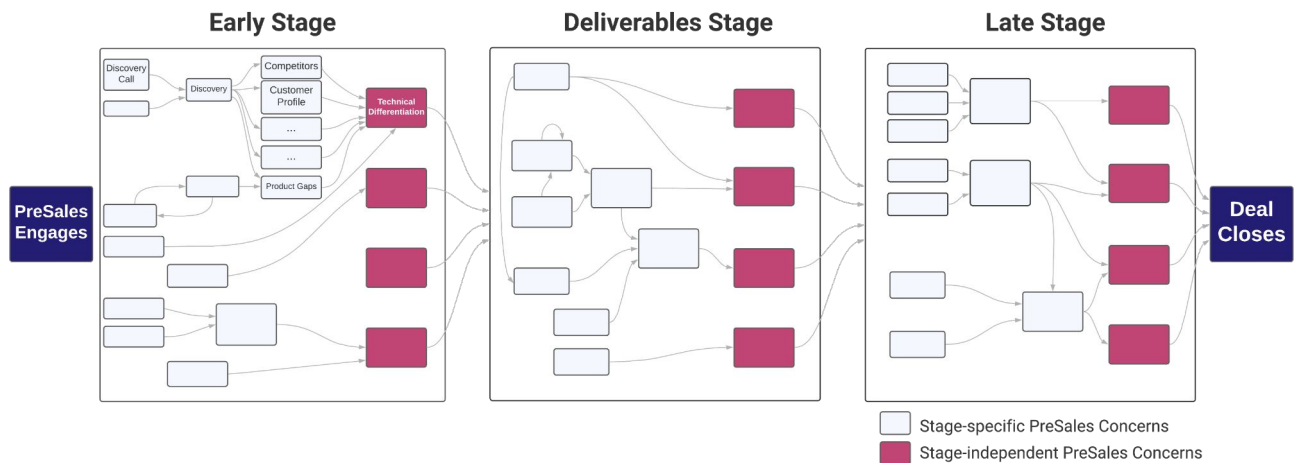 Early Stage
Deliverables Stage
Late Stage
Discovery
Call
Discovery
Competitors
Customer
Profile
...
...
Product Gaps
Technical
Differentiation
PreSales
Engages
Deal
Closes
Stage-specific PreSales Concerns
Stage-independent PreSales Concerns